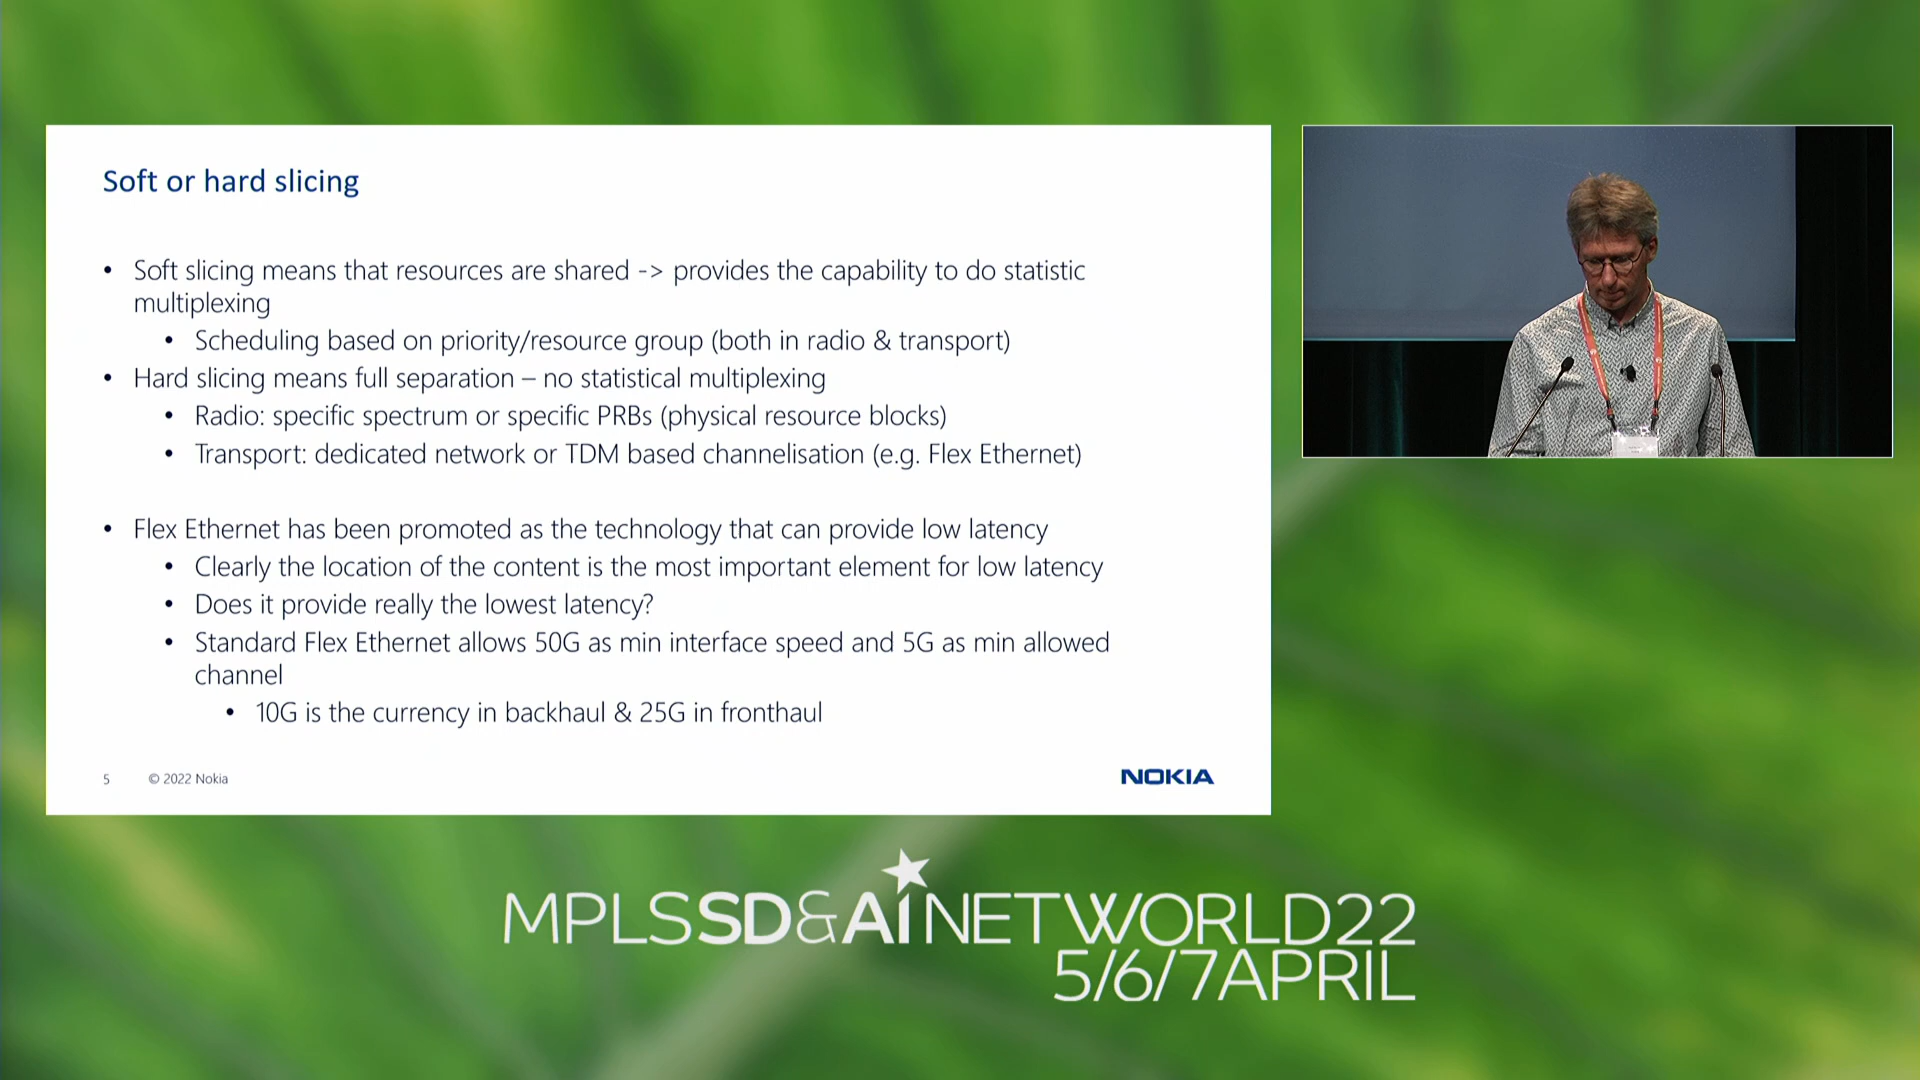 Soft or hard slicing
• Soft slicing means that resources are shared -> provides the capability to do statistic
multiplexing
• Scheduling based on priority/resource group (both in radio & transport)
• Hard slicing means full separation – no statistical multiplexing
• Radio: specific spectrum or specific PRBs (physical resource blocks)
• Transport: dedicated network or TDM based channelisation (e.g. Flex Ethernet)
• Flex Ethernet has been promoted as the technology that can provide low latency
• Clearly the location of the content is the most important element for low latency
• Does it provide really the lowest latency?
• Standard Flex Ethernet allows 50G as min interface speed and 5G as min allowed
channel
• 10G is the currency in backhaul & 25G in fronthaul
5 © 2022 Nokia
NOKIA
MPLSSD&AINETWORLD22
5/6/7APRIL